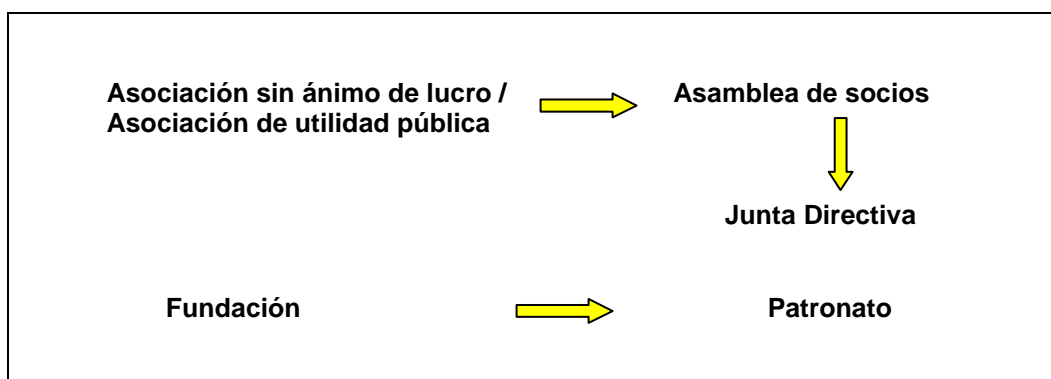 Asociación sin ánimo de lucro /
Asociación de utilidad pública
Asamblea de socios
Junta Directiva
Fundación
Patronato